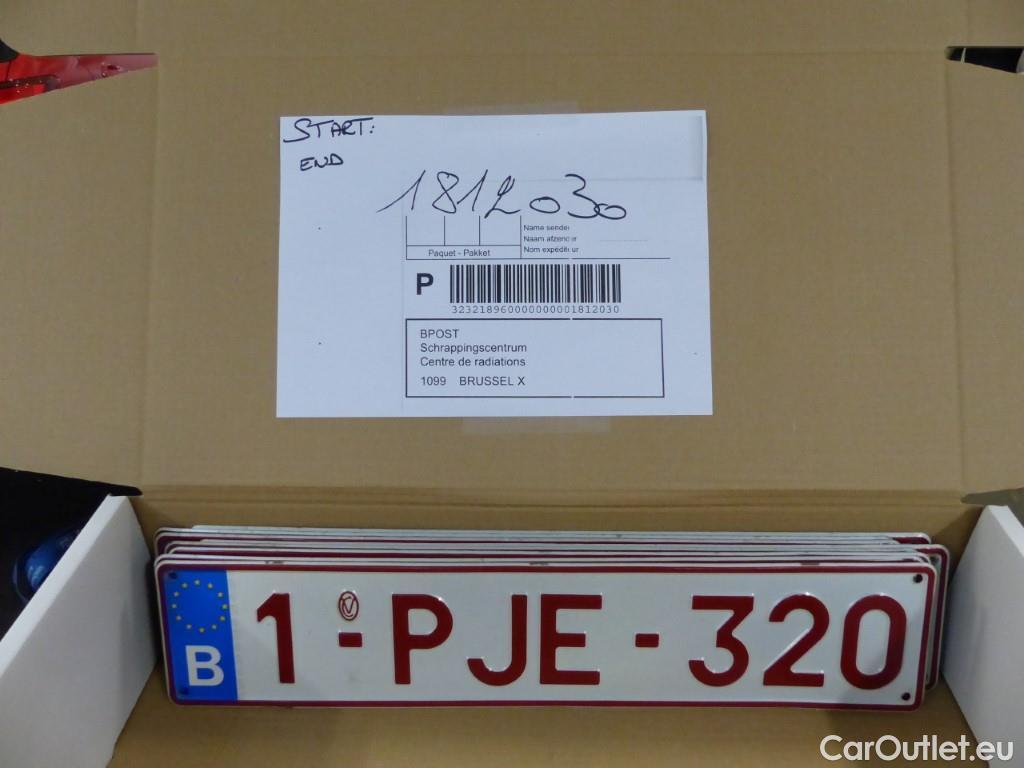 START:
END
1812030
Name sender
Naam afzender
Nom expéditeur
Paquet - Pakket
P
323218960000000001812030
BPOST
Schrappingscentrum
Centre de radiations
1099 BRUSSEL X
B 1-PJE-320
CarOutlet.eu